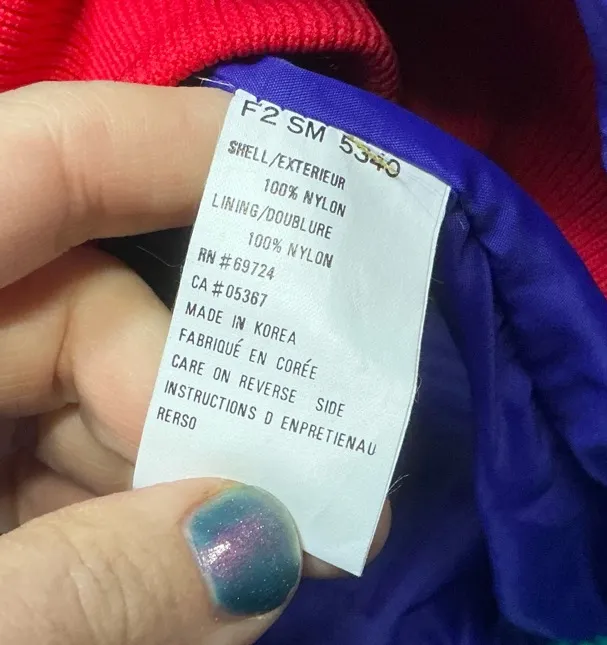 F2 SM 5340
SHELL/EXTERIEUR
100% NYLON
LINING/DOUBLURE
100% NYLON
RN #69724
CA #05367
MADE IN KOREA
FABRIQUÉ EN CORÉE
CARE ON REVERSE SIDE
INSTRUCTIONS D ENPRETIENAU
RERSO